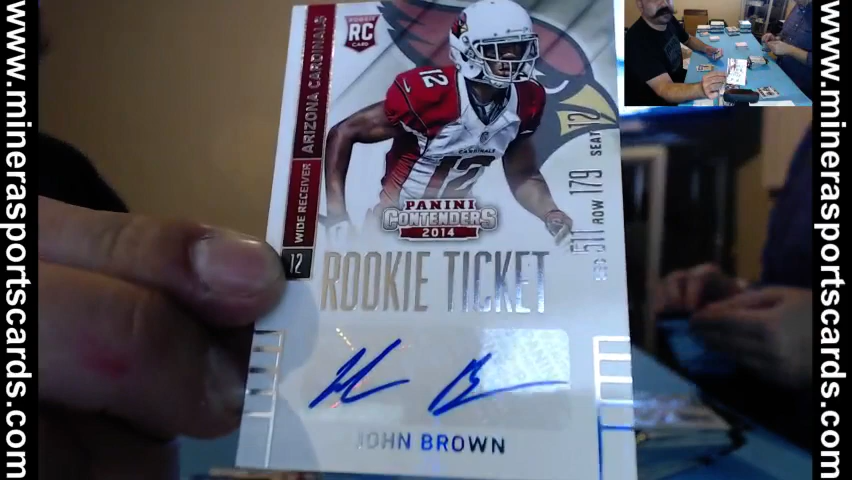 www.minerasportscards.com
ROOKIE
RC
CARD
ARIZONA CARDINALS
WIDE RECEIVER
12
12
CARDINALS
12
PANINI
CONTENDERS
2014
511 ROW 179 SEAT 12
ROOKIE TICKET
JOHN BROWN
www.minerasportscards.com